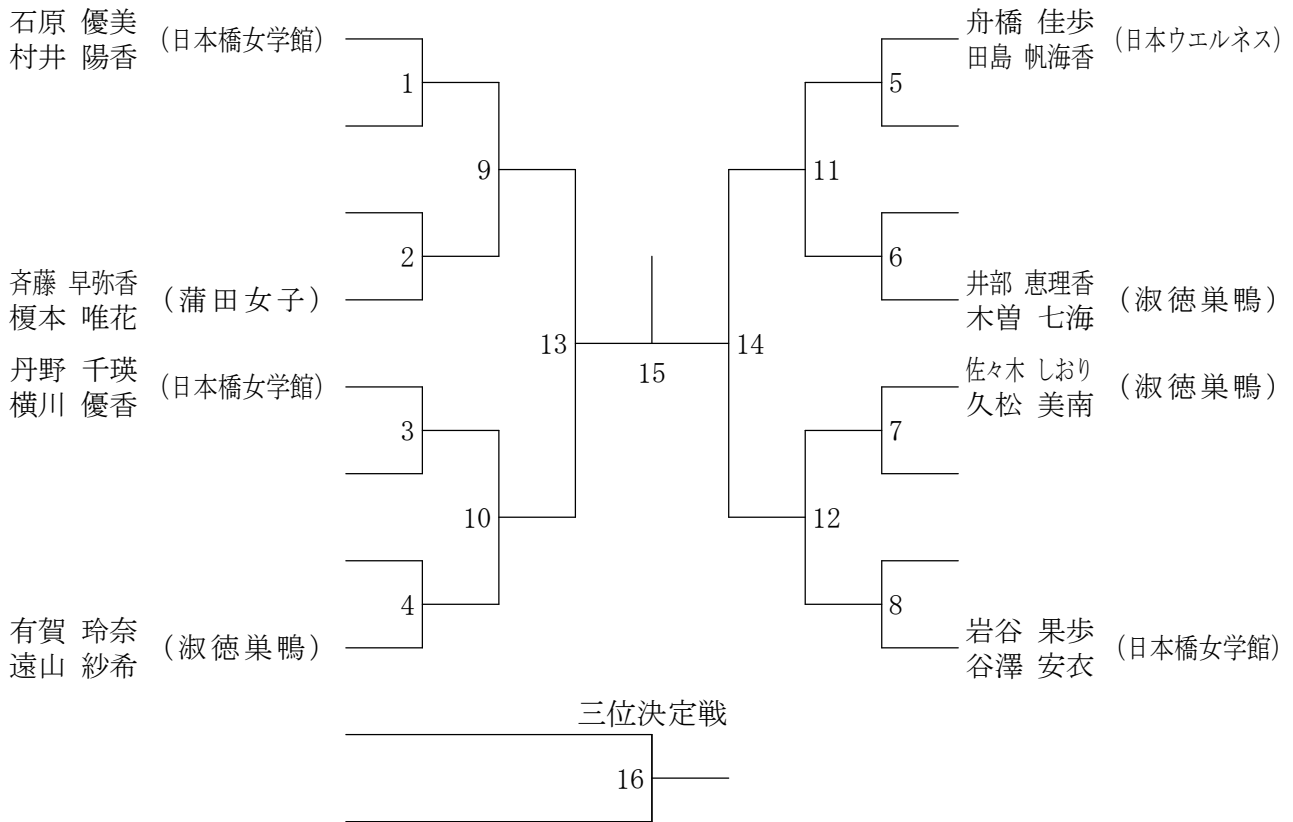 石原 優美
村井 陽香
(日本橋女学館)
1
9
2
斉藤 早弥香
榎本 唯花
(蒲田女子)
13
丹野 千瑛
横川 優香
(日本橋女学館)
3
10
4
有賀 玲奈
遠山 紗希
(淑徳巣鴨)
15
舟橋 佳歩
田島 帆海香
(日本ウエルネス)
5
11
6
井部 恵理香
木曽 七海
(淑徳巣鴨)
14
佐々木 しおり
久松 美南
(淑徳巣鴨)
7
12
8
岩谷 果歩
谷澤 安衣
(日本橋女学館)
三位決定戦
16